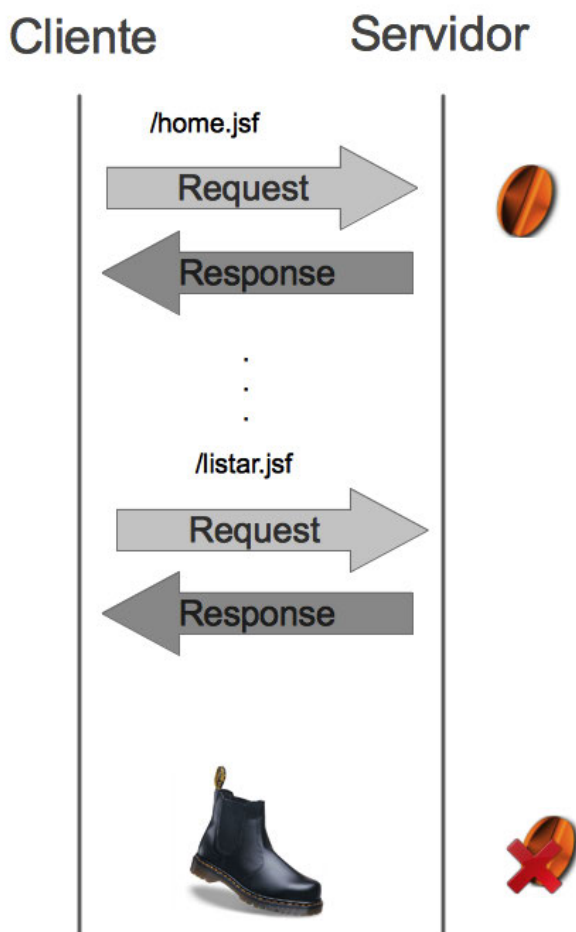 Cliente
Servidor
/home.jsf
Request
Response
/listar.jsf
Request
Response